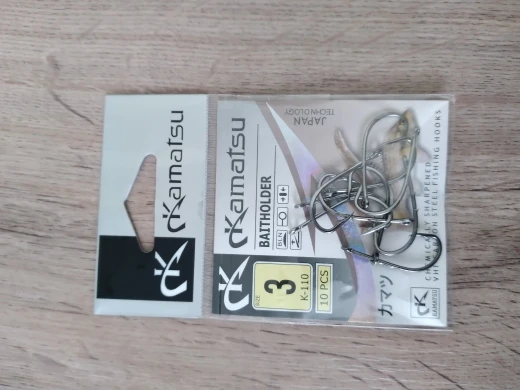 Kamatsu
Kamatsu
JAPAN
TECHNOLOGY
BAITHOLDER
BLN
SIZE
3
K-110
10 PCS
カマツ
CHEMICALLY SHARPENED
STEEL FISHING HOOKS
KAMATSU